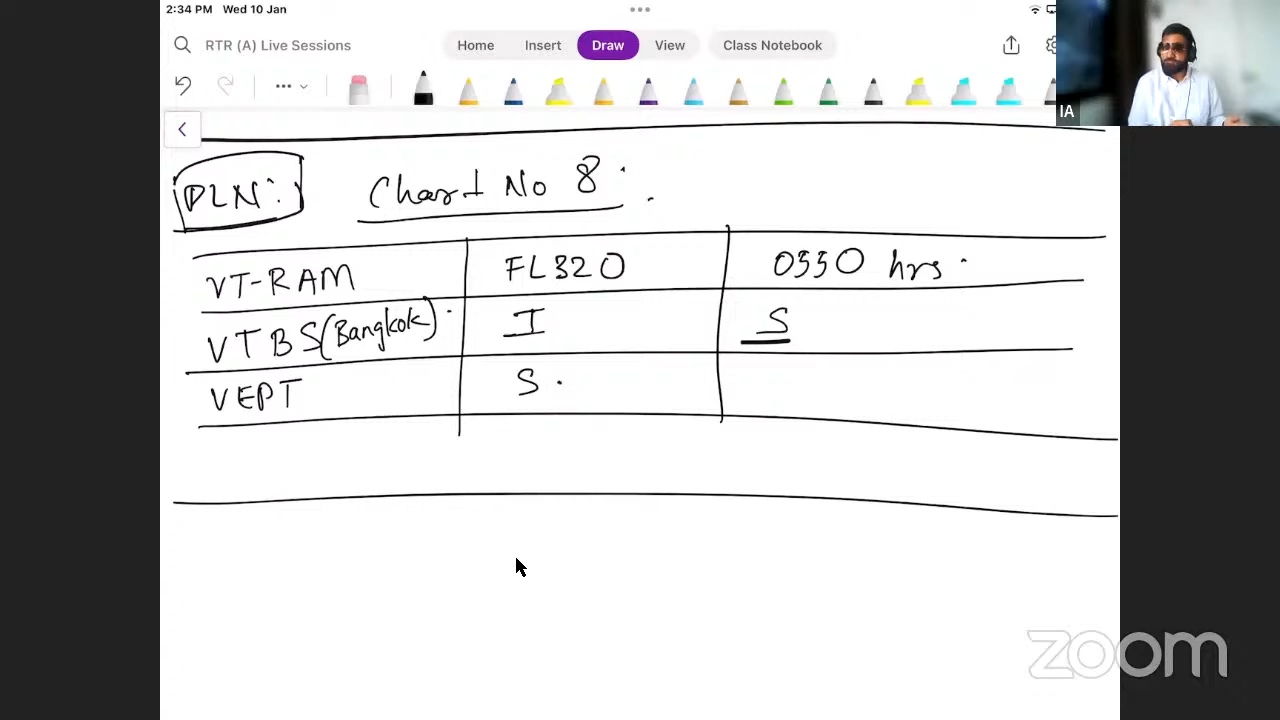 2:34 PM Wed 10 Jan
RTR (A) Live Sessions Home Insert Draw View Class Notebook
IA
PLN: Chart No 8.
VT-RAM FL320 0330 hrs.
VTBS (Bangkok). I S
VEPT S.
zoom